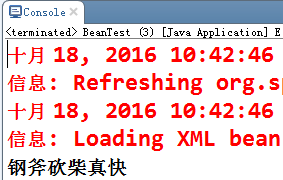 Console
<terminated> BeanTest (3) [Java Application] E
十月 18, 2016 10:42:46
信息: Refreshing org.sp
十月 18, 2016 10:42:46
信息: Loading XML bean
钢斧砍柴真快